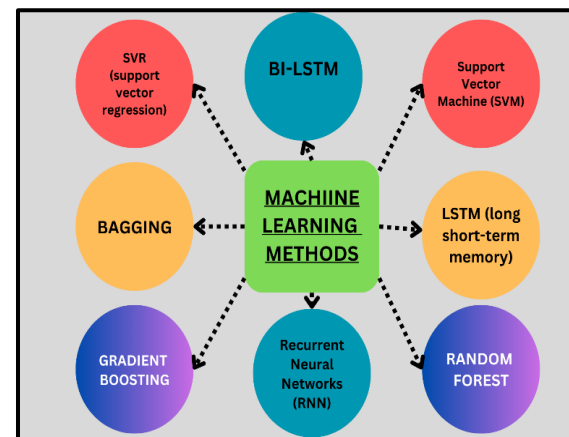 SVR
(support
vector
regression)
BI-LSTM
Support
Vector
Machine (SVM)
BAGGING
MACHIINE
LEARNING
METHODS
LSTM (long
short-term
memory)
GRADIENT
BOOSTING
Recurrent
Neural
Networks
(RNN)
RANDOM
FOREST